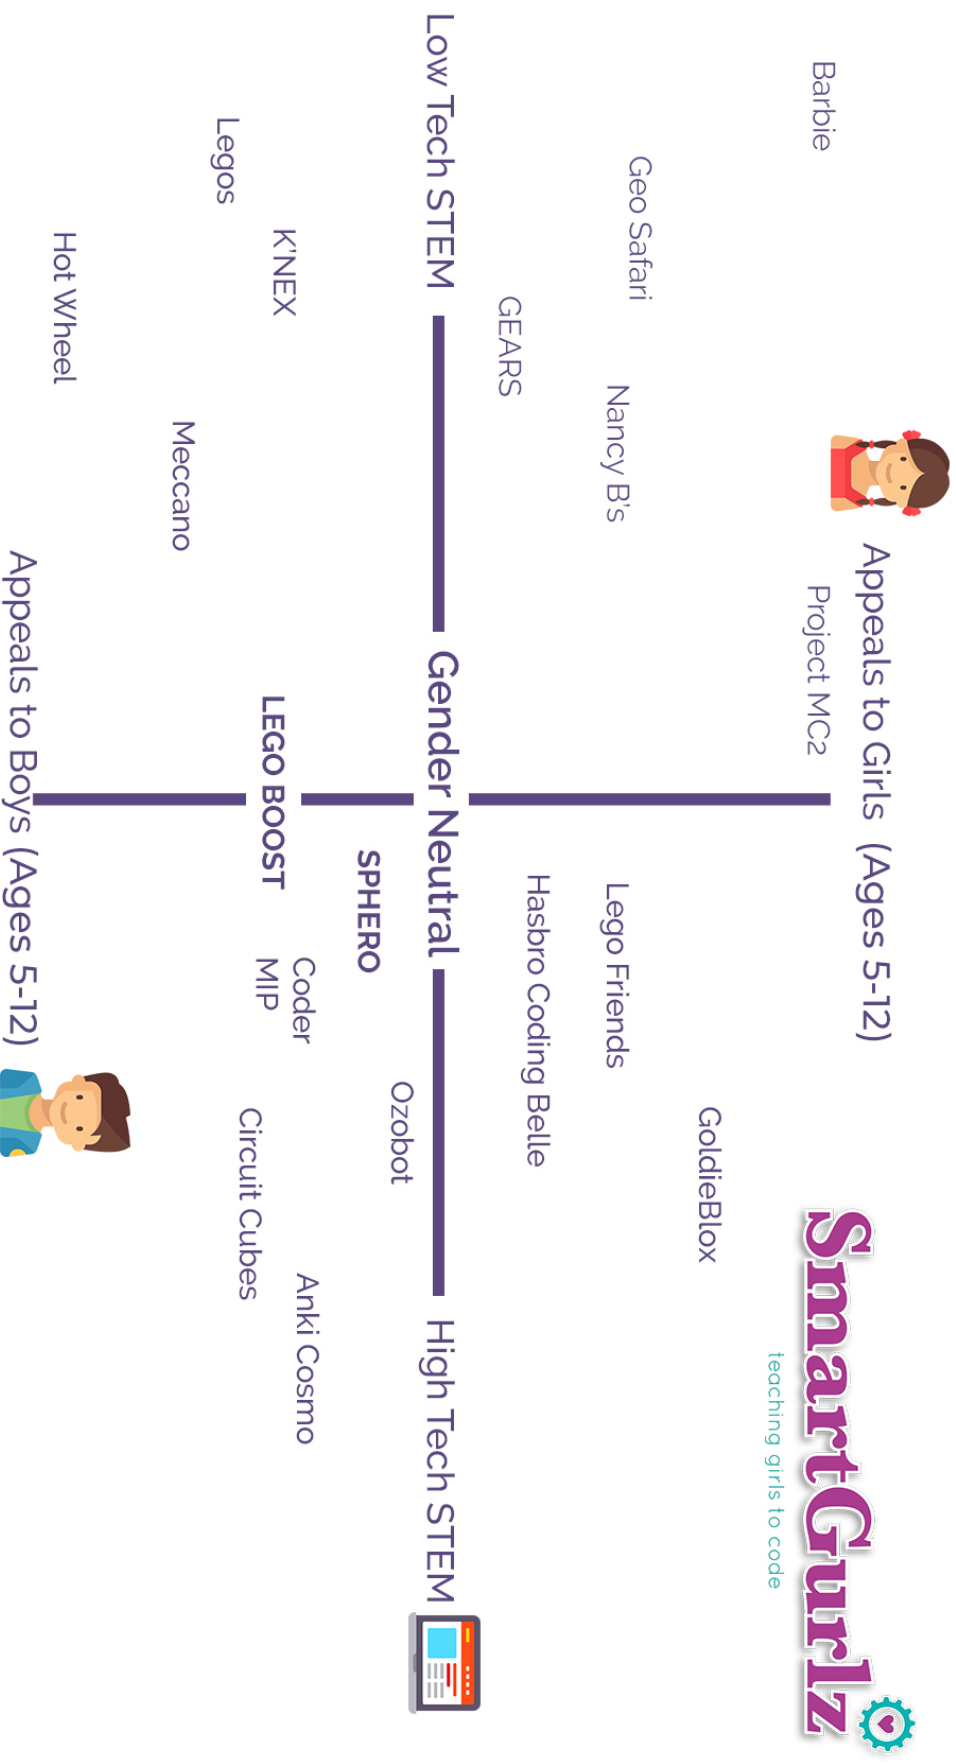 Appeals to Girls (Ages 5-12)
SmartGurlz
teaching girls to code
Barbie
Project MC2
GoldieBlox
Geo Safari
Nancy B's
Lego Friends
GEARS
Hasbro Coding Belle
Low Tech STEM
Gender Neutral
High Tech STEM
Ozobot
SPHERO
K'NEX
Coder
MIP
Anki Cosmo
LEGO BOOST
Legos
Circuit Cubes
Meccano
Hot Wheel
Appeals to Boys (Ages 5-12)